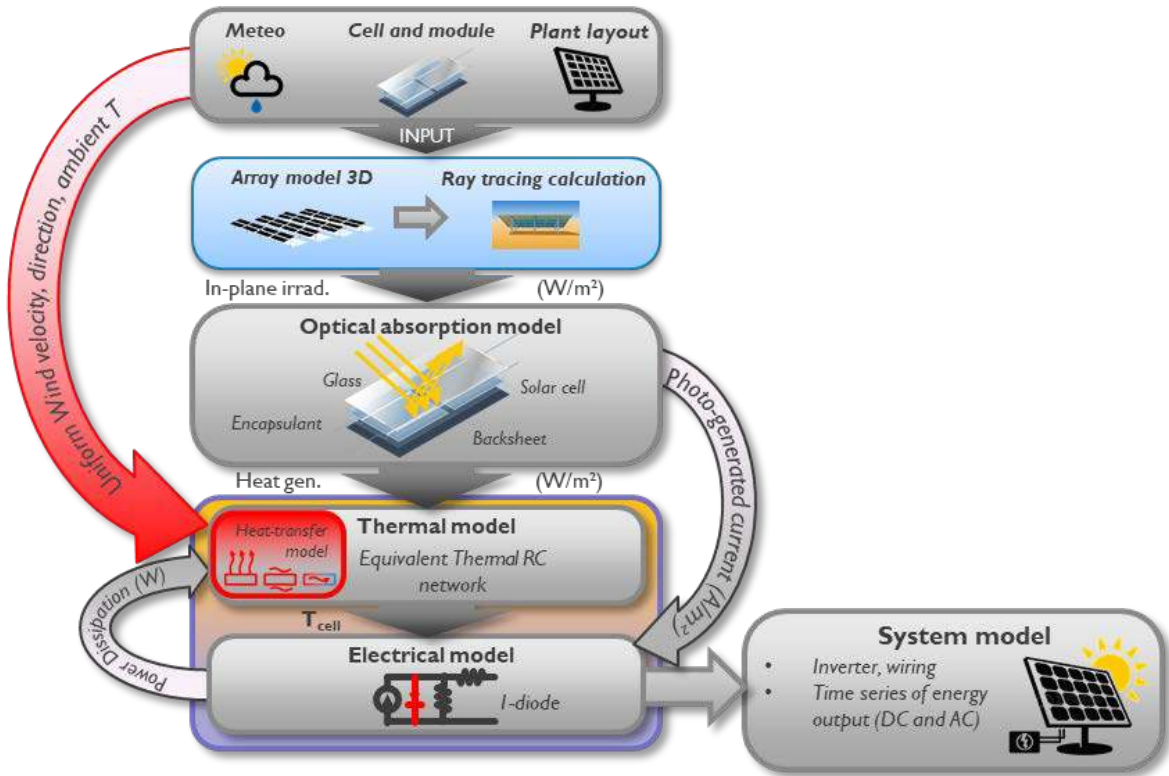 Meteo
Cell and module
Plant layout
INPUT
Uniform Wind velocity, direction, ambient T
Array model 3D
Ray tracing calculation
In-plane irrad.
(W/m²)
Optical absorption model
Glass
Solar cell
Encapsulant
Backsheet
Photo-generated current (A/m²)
Heat gen.
(W/m²)
Thermal model
Heat-transfer
model
Equivalent Thermal RC
network
Power Dissipation (W)
Tcell
Electrical model
1-diode
System model
• Inverter, wiring
• Time series of energy
output (DC and AC)